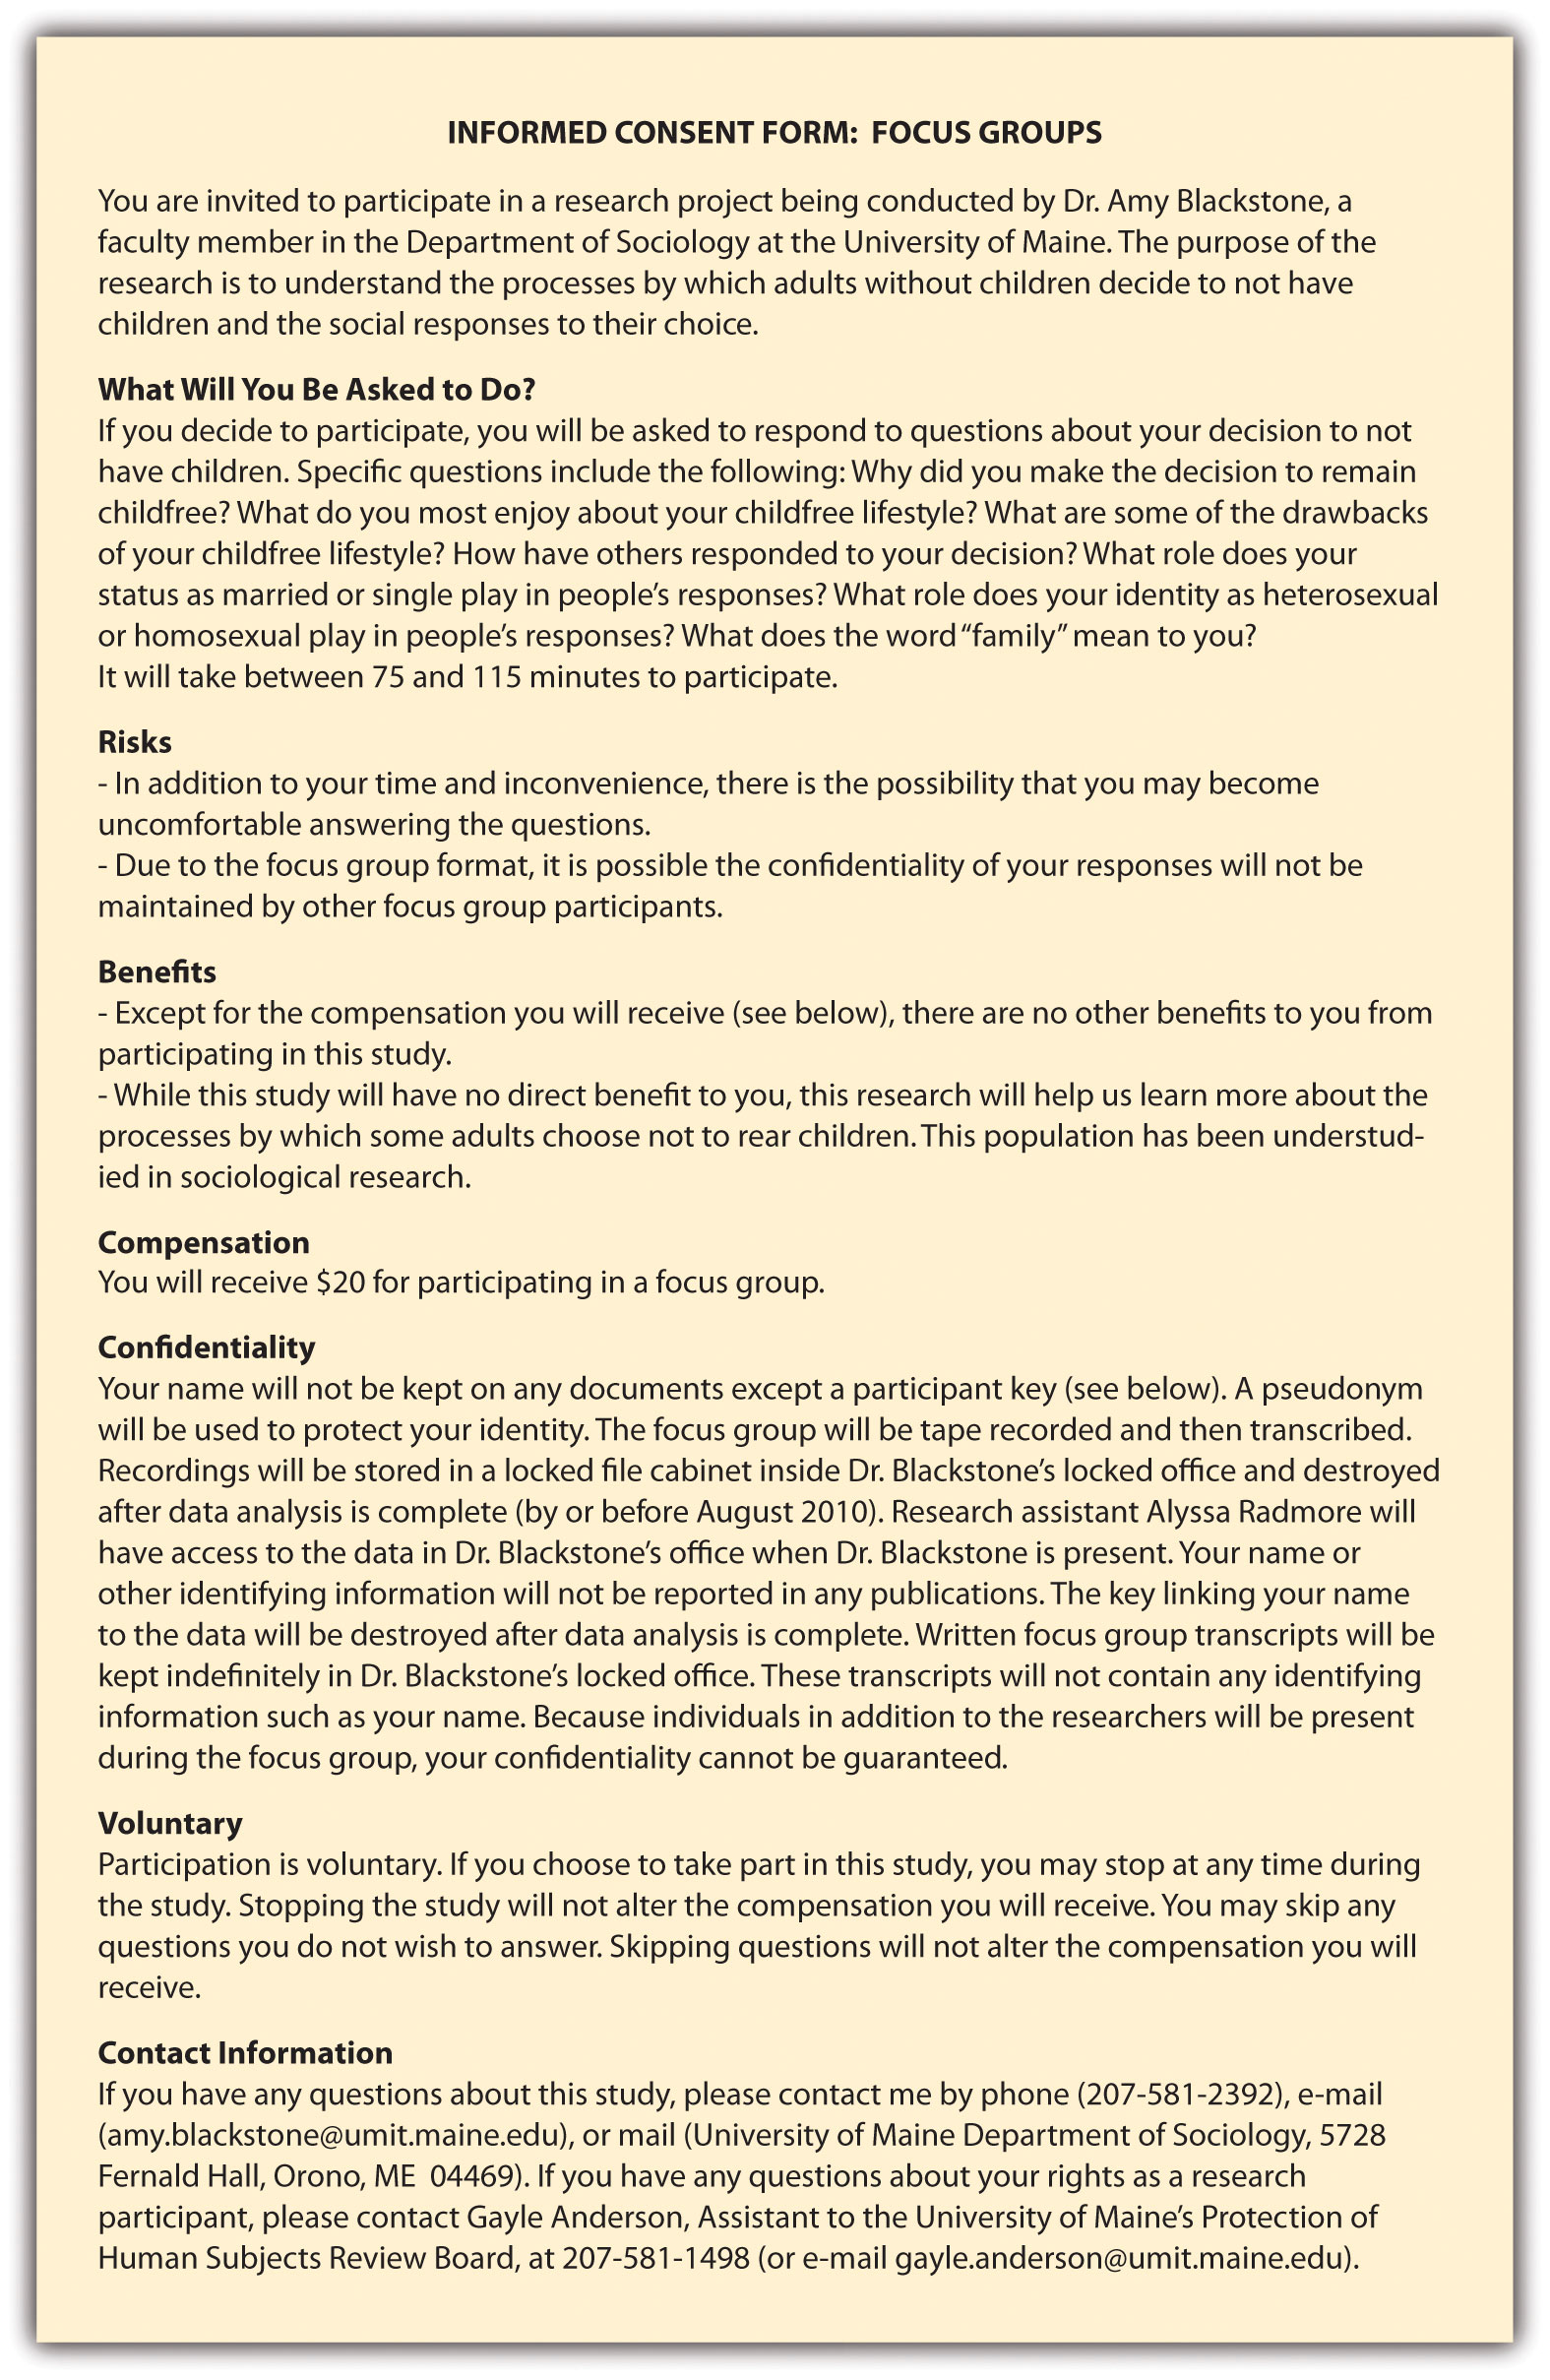 INFORMED CONSENT FORM:  FOCUS GROUPS
You are invited to participate in a research project being conducted by Dr. Amy Blackstone, a
faculty member in the Department of Sociology at the University of Maine. The purpose of the
research is to understand the processes by which adults without children decide to not have
children and the social responses to their choice.
What Will You Be Asked to Do?
If you decide to participate, you will be asked to respond to questions about your decision to not
have children. Specific questions include the following: Why did you make the decision to remain
childfree? What do you most enjoy about your childfree lifestyle? What are some of the drawbacks
of your childfree lifestyle? How have others responded to your decision? What role does your
status as married or single play in people’s responses? What role does your identity as heterosexual
or homosexual play in people’s responses? What does the word “family” mean to you?
It will take between 75 and 115 minutes to participate.
Risks
- In addition to your time and inconvenience, there is the possibility that you may become
uncomfortable answering the questions.
- Due to the focus group format, it is possible the confidentiality of your responses will not be
maintained by other focus group participants.
Benefits
- Except for the compensation you will receive (see below), there are no other benefits to you from
participating in this study.
- While this study will have no direct benefit to you, this research will help us learn more about the
processes by which some adults choose not to rear children. This population has been understud-
ied in sociological research.
Compensation
You will receive $20 for participating in a focus group.
Confidentiality
Your name will not be kept on any documents except a participant key (see below). A pseudonym
will be used to protect your identity. The focus group will be tape recorded and then transcribed.
Recordings will be stored in a locked file cabinet inside Dr. Blackstone’s locked office and destroyed
after data analysis is complete (by or before August 2010). Research assistant Alyssa Radmore will
have access to the data in Dr. Blackstone’s office when Dr. Blackstone is present. Your name or
other identifying information will not be reported in any publications. The key linking your name
to the data will be destroyed after data analysis is complete. Written focus group transcripts will be
kept indefinitely in Dr. Blackstone’s locked office. These transcripts will not contain any identifying
information such as your name. Because individuals in addition to the researchers will be present
during the focus group, your confidentiality cannot be guaranteed.
Voluntary
Participation is voluntary. If you choose to take part in this study, you may stop at any time during
the study. Stopping the study will not alter the compensation you will receive. You may skip any
questions you do not wish to answer. Skipping questions will not alter the compensation you will
receive.
Contact Information
If you have any questions about this study, please contact me by phone (207-581-2392), e-mail
(amy.blackstone@umit.maine.edu), or mail (University of Maine Department of Sociology, 5728
Fernald Hall, Orono, ME  04469). If you have any questions about your rights as a research
participant, please contact Gayle Anderson, Assistant to the University of Maine’s Protection of
Human Subjects Review Board, at 207-581-1498 (or e-mail gayle.anderson@umit.maine.edu).